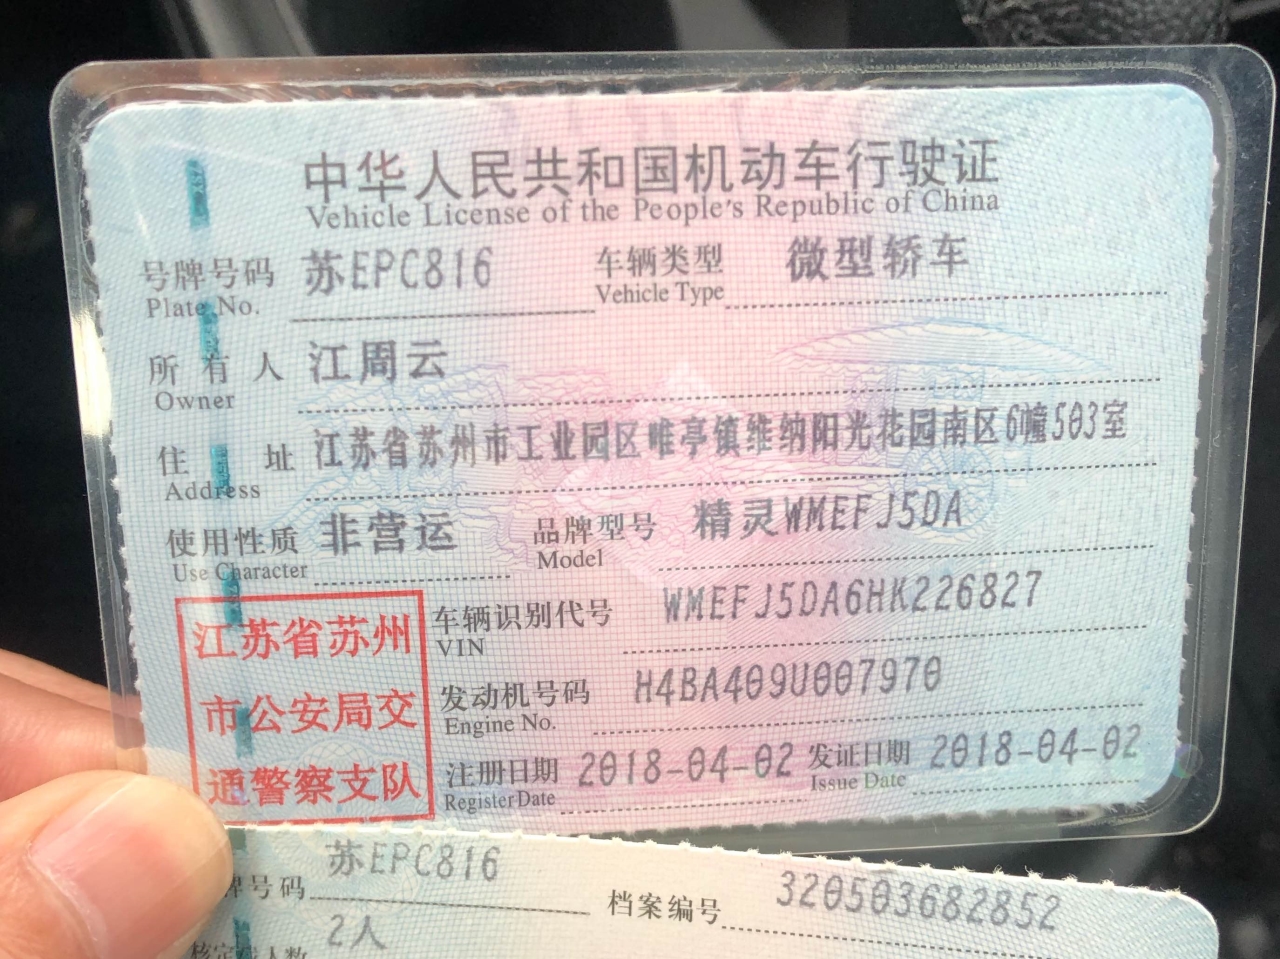 中华人民共和国机动车行驶证
Vehicle License of the People's Republic of China
号牌号码 苏EPC816 车辆类型 微型轿车
Plate No. Vehicle Type
所有人 江周云
Owner
住址 江苏省苏州市工业园区唯亭镇维纳阳光花园南区6幢503室
Address
使用性质 非营运 品牌型号 精灵WMEFJ5DA
Use Character Model
江苏省苏州
市公安局交
通警察支队
车辆识别代号 WMEFJ5DA6HK226827
VIN
发动机号码 H4BA409U007970
Engine No.
注册日期 2018-04-02 发证日期 2018-04-02
Register Date Issue Date
牌号码 苏EPC816 档案编号 320503682852
2人